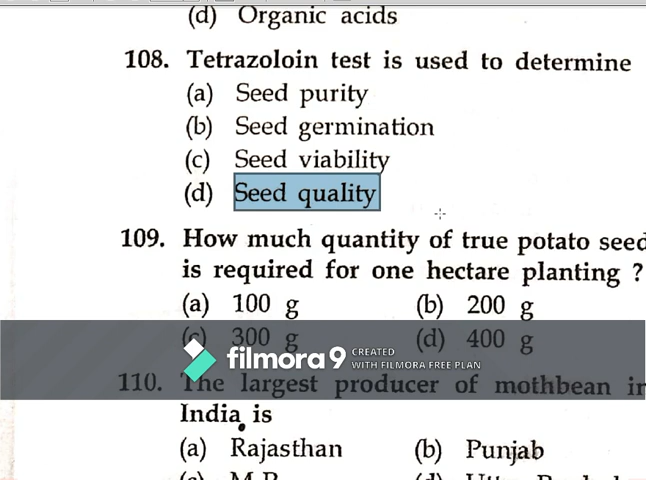 (d) Organic acids
108. Tetrazoloin test is used to determine
(a) Seed purity
(b) Seed germination
(c) Seed viability
(d) Seed quality
109. How much quantity of true potato seed
is required for one hectare planting ?
(a) 100 g (b) 200 g
(c) 300 g (d) 400 g
filmora9 CREATED
WITH FILMORA FREE PLAN
110. The largest producer of mothbean in
India is
(a) Rajasthan (b) Punjab
(c) M.P. (d)